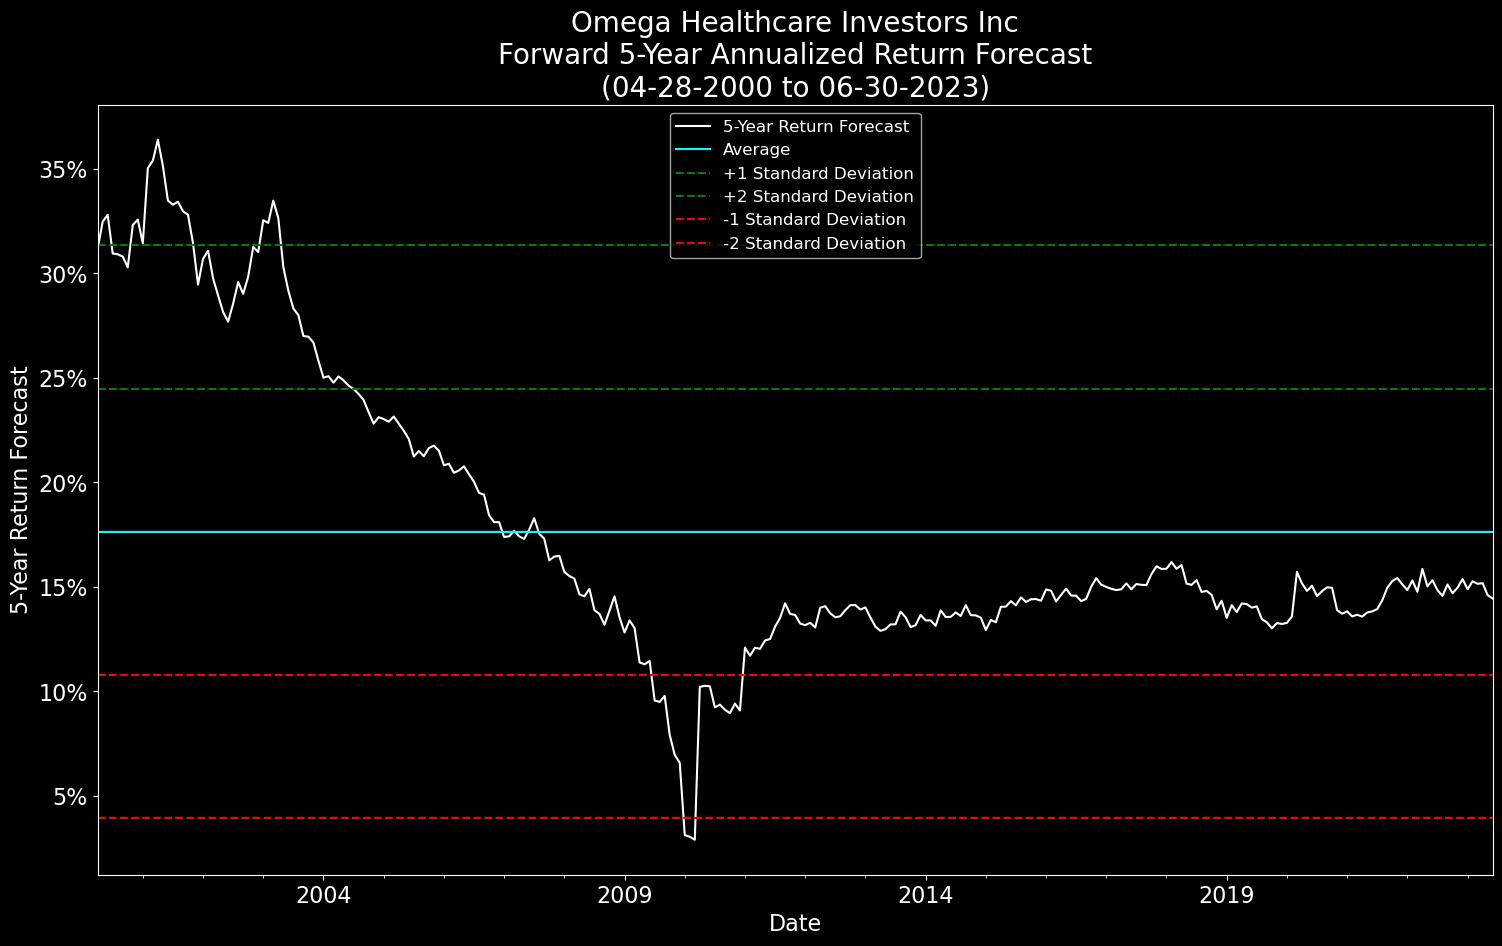 Omega Healthcare Investors Inc
Forward 5-Year Annualized Return Forecast
(04-28-2000 to 06-30-2023)
5-Year Return Forecast
Average
+1 Standard Deviation
+2 Standard Deviation
-1 Standard Deviation
-2 Standard Deviation
35%
30%
25%
20%
15%
10%
5%
5-Year Return Forecast
2004
2009
2014
2019
Date